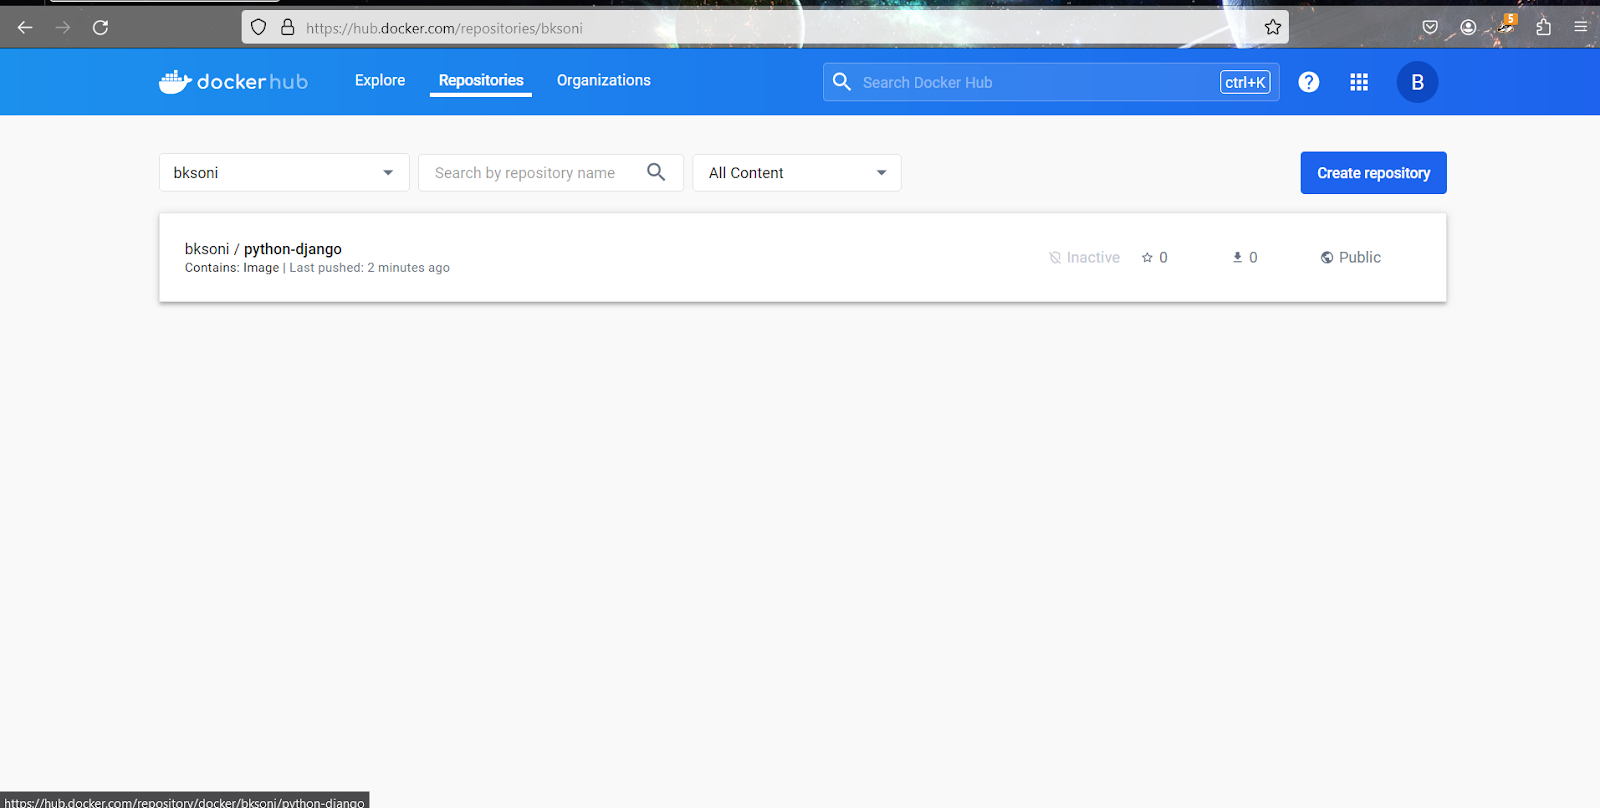 https://hub.docker.com/repositories/bksoni
5
dockerhub
Explore
Repositories
Organizations
Search Docker Hub
ctrl+K
B
bksoni
Search by repository name
All Content
Create repository
bksoni / python-django
Inactive
0
0
Public
Contains: Image | Last pushed: 2 minutes ago
https://hub.docker.com/repository/docker/bksoni/python-django